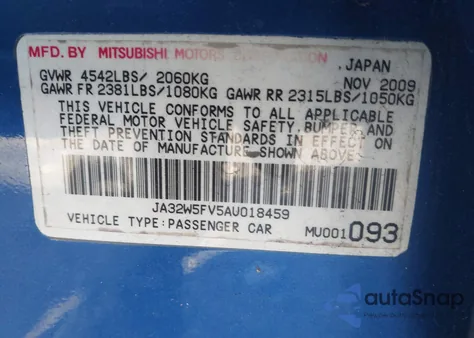 MFD. BY MITSUBISHI MOTORS CORPORATION, JAPAN
GVWR 4542LBS/ 2060KG NOV 2009
GAWR FR 2381LBS/1080KG GAWR RR 2315LBS/1050KG
THIS VEHICLE CONFORMS TO ALL APPLICABLE
FEDERAL MOTOR VEHICLE SAFETY, BUMPER, AND
THEFT PREVENTION STANDARDS IN EFFECT ON
THE DATE OF MANUFACTURE SHOWN ABOVE
JA32W5FV5AU018459
VEHICLE TYPE:PASSENGER CAR MU001093
autoSnap